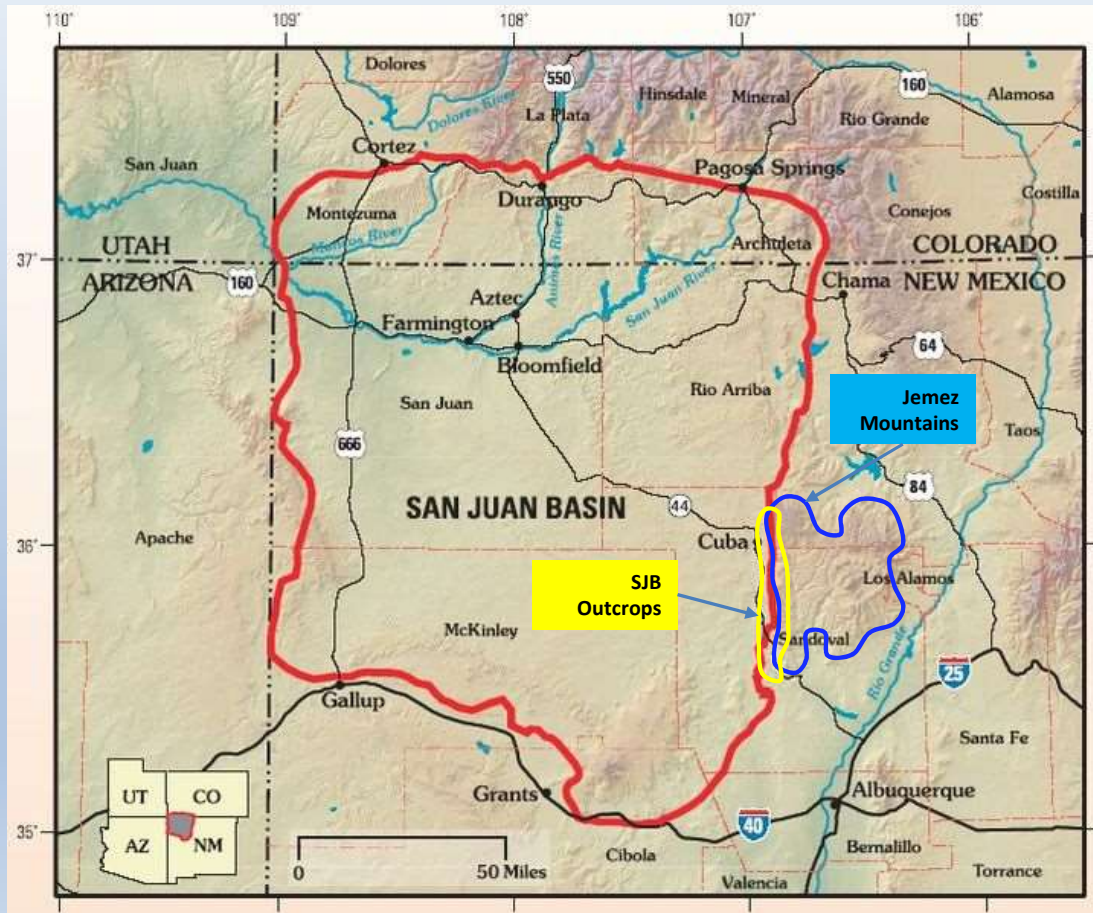 110°
109°
108°
107°
106°
Dolores
550
La Plata
Hinsdale
Mineral
160
Alamosa
Rio Grande
Dolores River
Cortez
San Juan
Pagosa Springs
Costilla
Durango
Montezuma
Conejos
Mancos River
Animas River
Archuleta
UTAH
COLORADO
37°
ARIZONA
NEW MEXICO
160
Chama
San Juan River
Aztec
Farmington
Bloomfield
64
Rio Arriba
San Juan
Jemez
Mountains
Taos
666
84
SAN JUAN BASIN
44
Apache
36°
Cuba
SJB
Outcrops
Los Alamos
McKinley
Sandoval
Rio Grande
25
Gallup
Santa Fe
UT
CO
AZ
NM
Grants
Albuquerque
35°
40
0
50 Miles
Cibola
Bernalillo
Valencia
Torrance